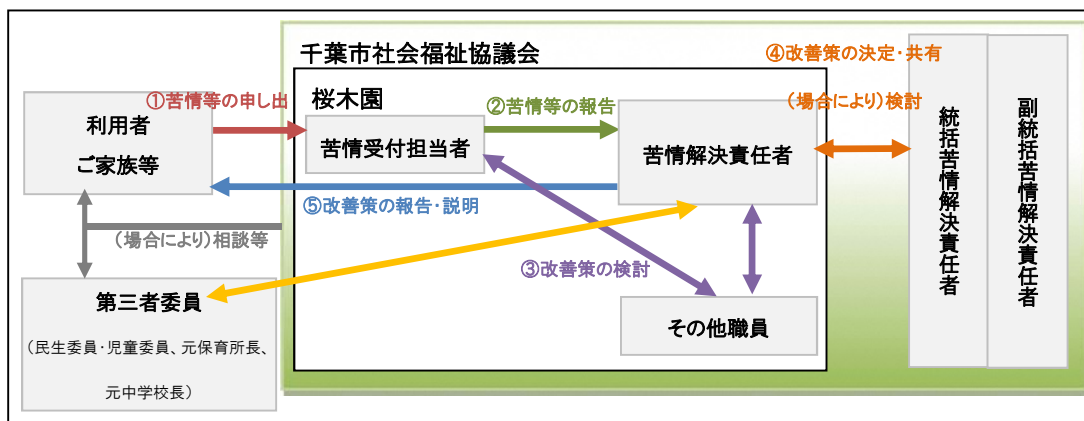 千葉市社会福祉協議会
④改善策の決定・共有
①苦情等の申し出
桜木園
②苦情等の報告
（場合により）検討
利用者
ご家族等
苦情受付担当者
苦情解決責任者
統括苦情解決責任者
副統括苦情解決責任者
⑤改善策の報告・説明
（場合により）相談等
③改善策の検討
第三者委員
（民生委員・児童委員、元保育所長、
元中学校長）
その他職員